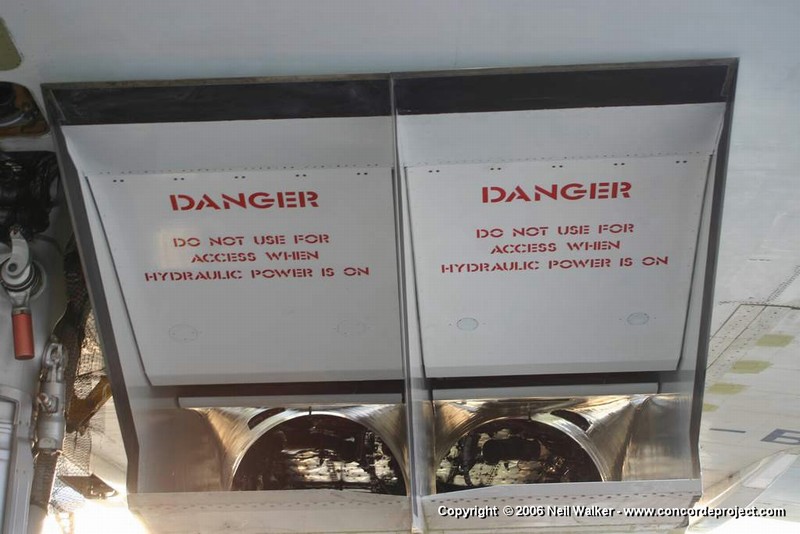 DANGER
DO NOT USE FOR
ACCESS WHEN
HYDRAULIC POWER IS ON
DANGER
DO NOT USE FOR
ACCESS WHEN
HYDRAULIC POWER IS ON
Copyright © 2006 Neil Walker - www.concordeproject.com